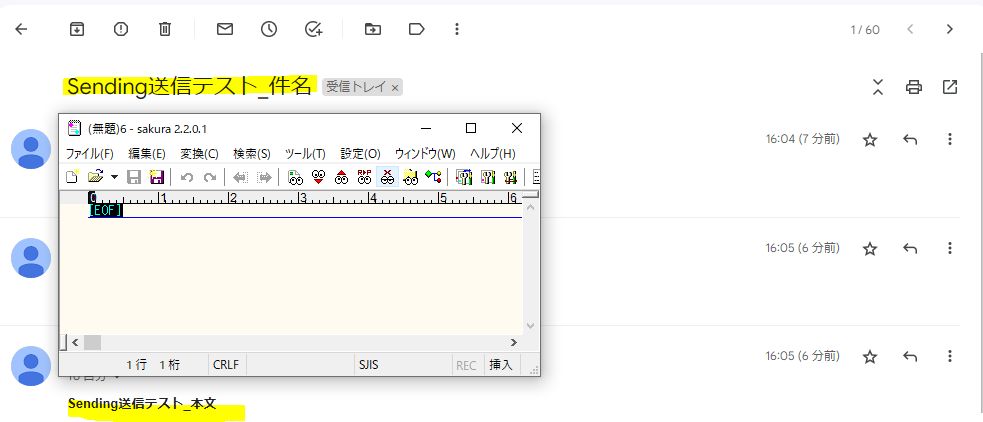 1 / 60
Sending送信テスト_件名 受信トレイ ×
(無題)6 - sakura 2.2.0.1
ファイル(F) 編集(E) 変換(C) 検索(S) ツール(T) 設定(O) ウィンドウ(W) ヘルプ(H)
16:04 (7 分前)
0 1 2 3 4 5 6
[EOF]
16:05 (6 分前)
1 行 1 桁 CRLF SJIS REC 挿入
16:05 (6 分前)
Sending送信テスト_本文